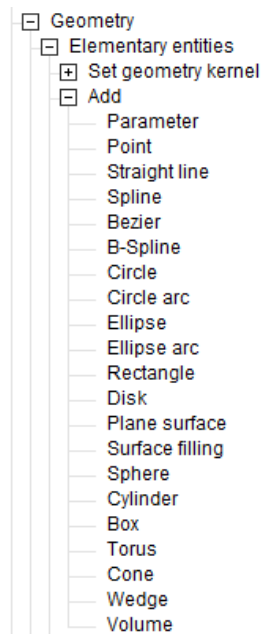 Geometry
Elementary entities
Set geometry kernel
Add
Parameter
Point
Straight line
Spline
Bezier
B-Spline
Circle
Circle arc
Ellipse
Ellipse arc
Rectangle
Disk
Plane surface
Surface filling
Sphere
Cylinder
Box
Torus
Cone
Wedge
Volume